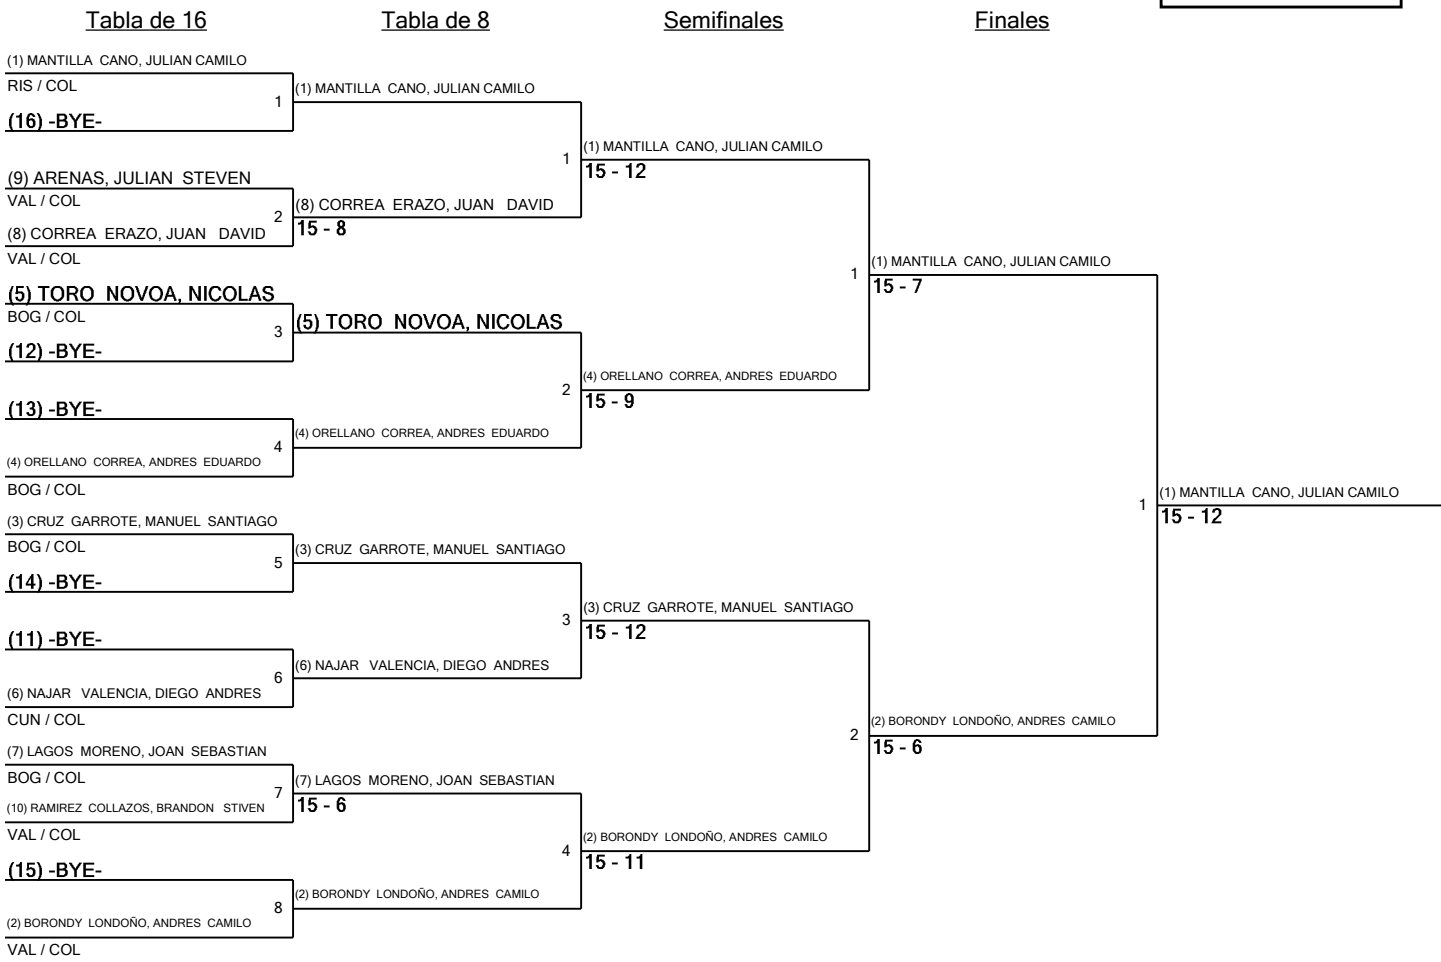 Tabla de 16
Tabla de 8
Semifinales
Finales
(1) MANTILLA CANO, JULIAN CAMILO
RIS / COL
1
(16) -BYE-
(9) ARENAS, JULIAN STEVEN
VAL / COL
2
(8) CORREA ERAZO, JUAN DAVID
VAL / COL
(5) TORO NOVOA, NICOLAS
BOG / COL
3
(12) -BYE-
(13) -BYE-
4
(4) ORELLANO CORREA, ANDRES EDUARDO
BOG / COL
(3) CRUZ GARROTE, MANUEL SANTIAGO
BOG / COL
5
(14) -BYE-
(11) -BYE-
6
(6) NAJAR VALENCIA, DIEGO ANDRES
CUN / COL
(7) LAGOS MORENO, JOAN SEBASTIAN
BOG / COL
7
(10) RAMIREZ COLLAZOS, BRANDON STIVEN
VAL / COL
(15) -BYE-
8
(2) BORONDY LONDOÑO, ANDRES CAMILO
VAL / COL
(1) MANTILLA CANO, JULIAN CAMILO
1
(8) CORREA ERAZO, JUAN DAVID
15 - 8
(5) TORO NOVOA, NICOLAS
2
(4) ORELLANO CORREA, ANDRES EDUARDO
(3) CRUZ GARROTE, MANUEL SANTIAGO
3
(6) NAJAR VALENCIA, DIEGO ANDRES
(7) LAGOS MORENO, JOAN SEBASTIAN
15 - 6
4
(2) BORONDY LONDOÑO, ANDRES CAMILO
(1) MANTILLA CANO, JULIAN CAMILO
15 - 12
1
(4) ORELLANO CORREA, ANDRES EDUARDO
15 - 9
(3) CRUZ GARROTE, MANUEL SANTIAGO
15 - 12
2
(2) BORONDY LONDOÑO, ANDRES CAMILO
15 - 11
(1) MANTILLA CANO, JULIAN CAMILO
15 - 7
1
(2) BORONDY LONDOÑO, ANDRES CAMILO
15 - 6
(1) MANTILLA CANO, JULIAN CAMILO
15 - 12